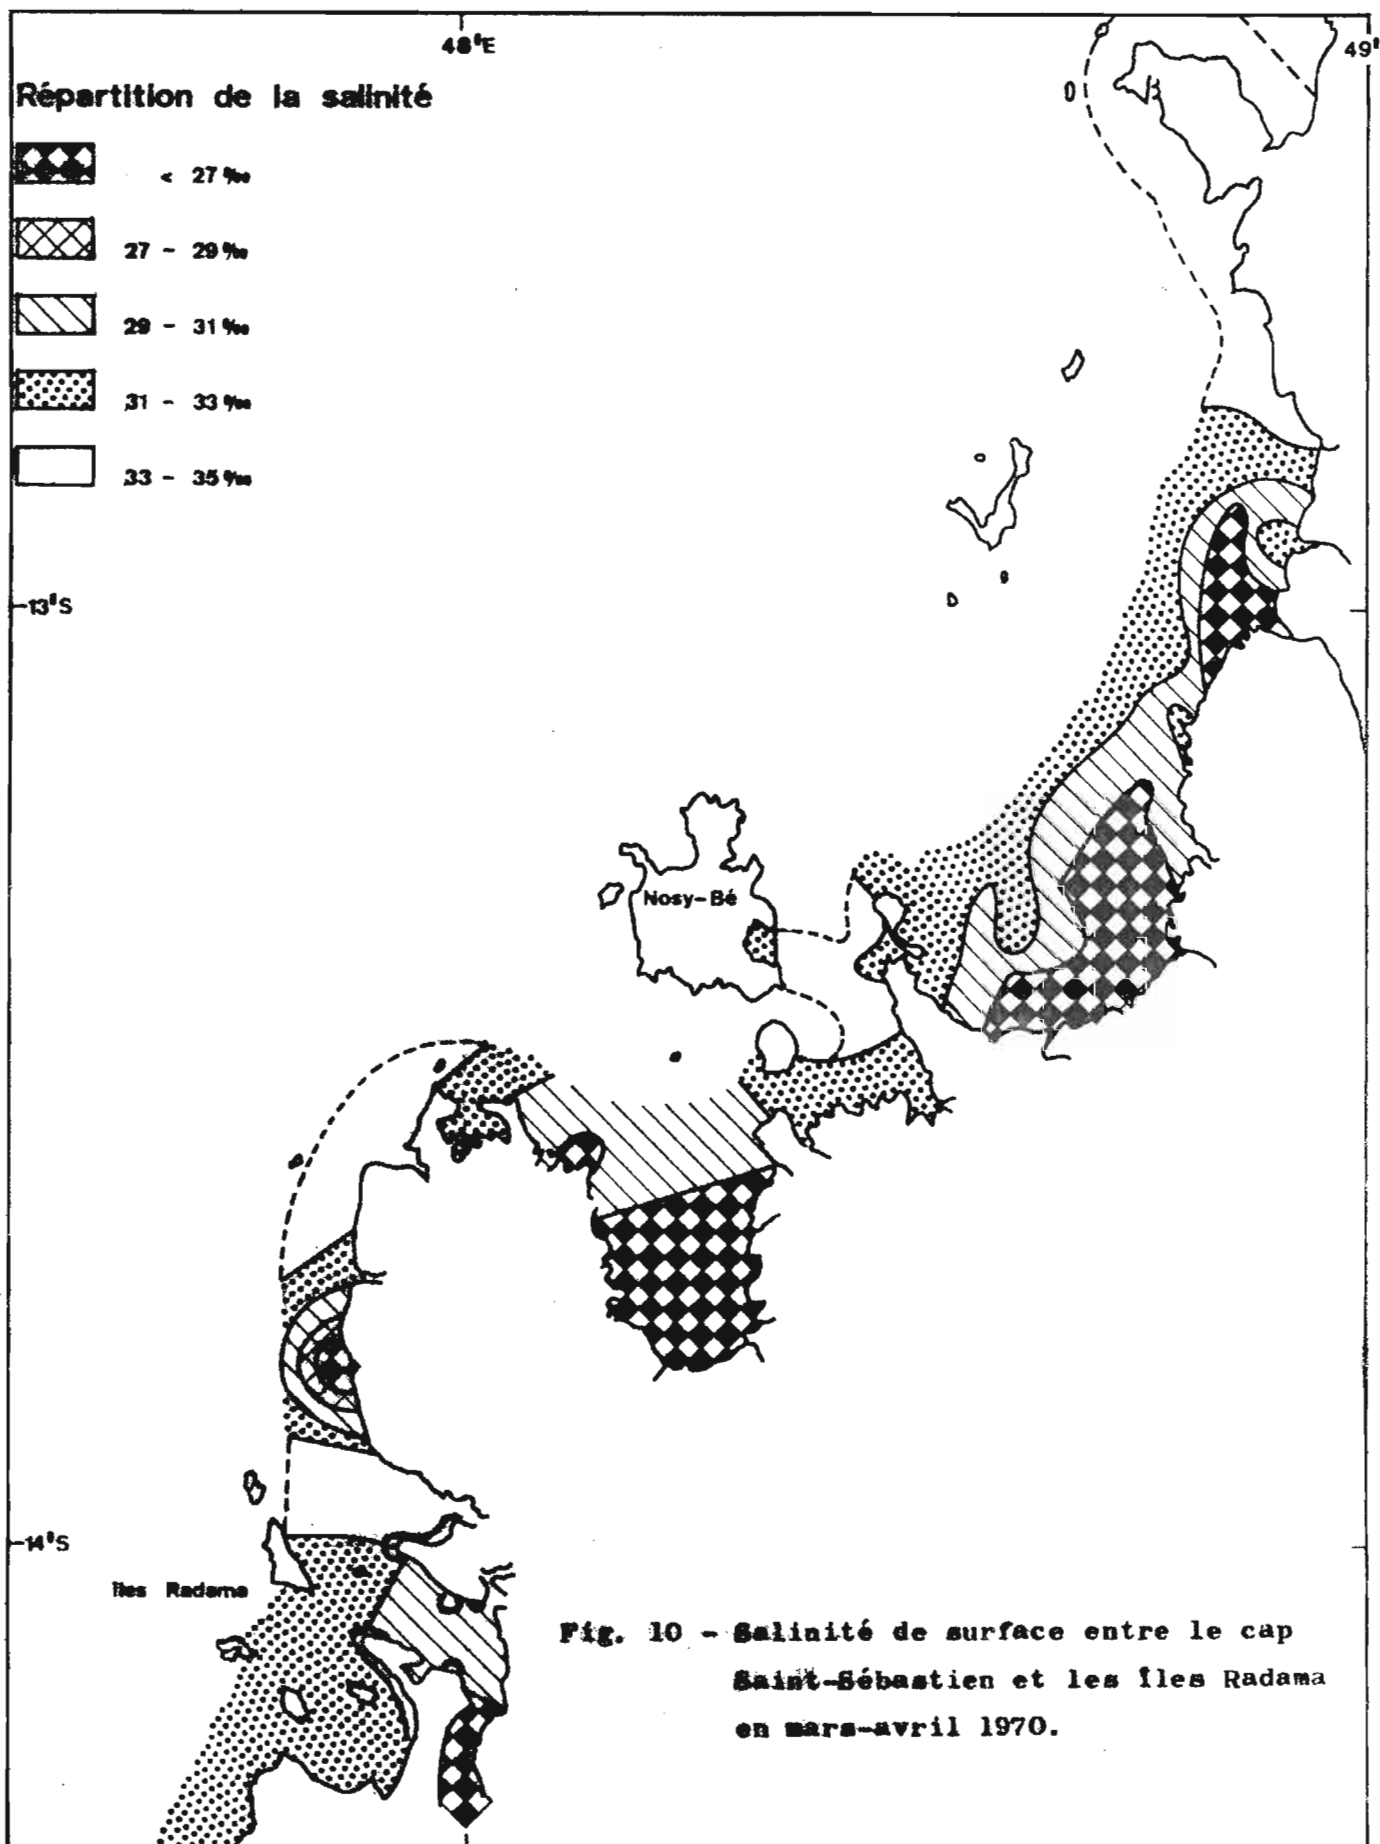 48°E
49°
Répartition de la salinité
< 27 ‰
27 - 29 ‰
29 - 31 ‰
31 - 33 ‰
33 - 35 ‰
13°S
Nosy-Bé
14°S
îles Radama
Fig. 10 - Salinité de surface entre le cap
Saint-Sébastien et les îles Radama
en mars-avril 1970.